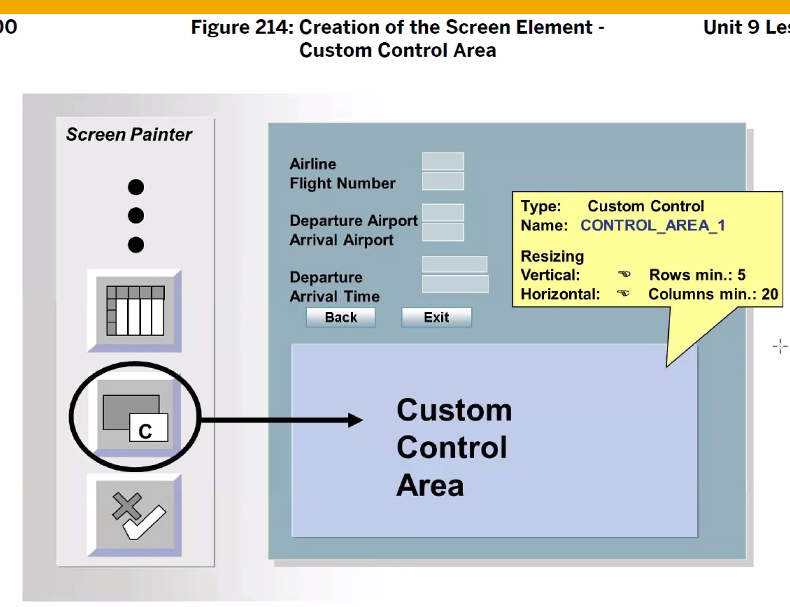 00
Figure 214: Creation of the Screen Element -
Custom Control Area
Unit 9
Screen Painter
Airline
Flight Number
Departure Airport
Arrival Airport
Departure
Arrival Time
Back Exit
Type: Custom Control
Name: CONTROL_AREA_1
Resizing
Vertical: Rows min.: 5
Horizontal: Columns min.: 20
C
Custom
Control
Area